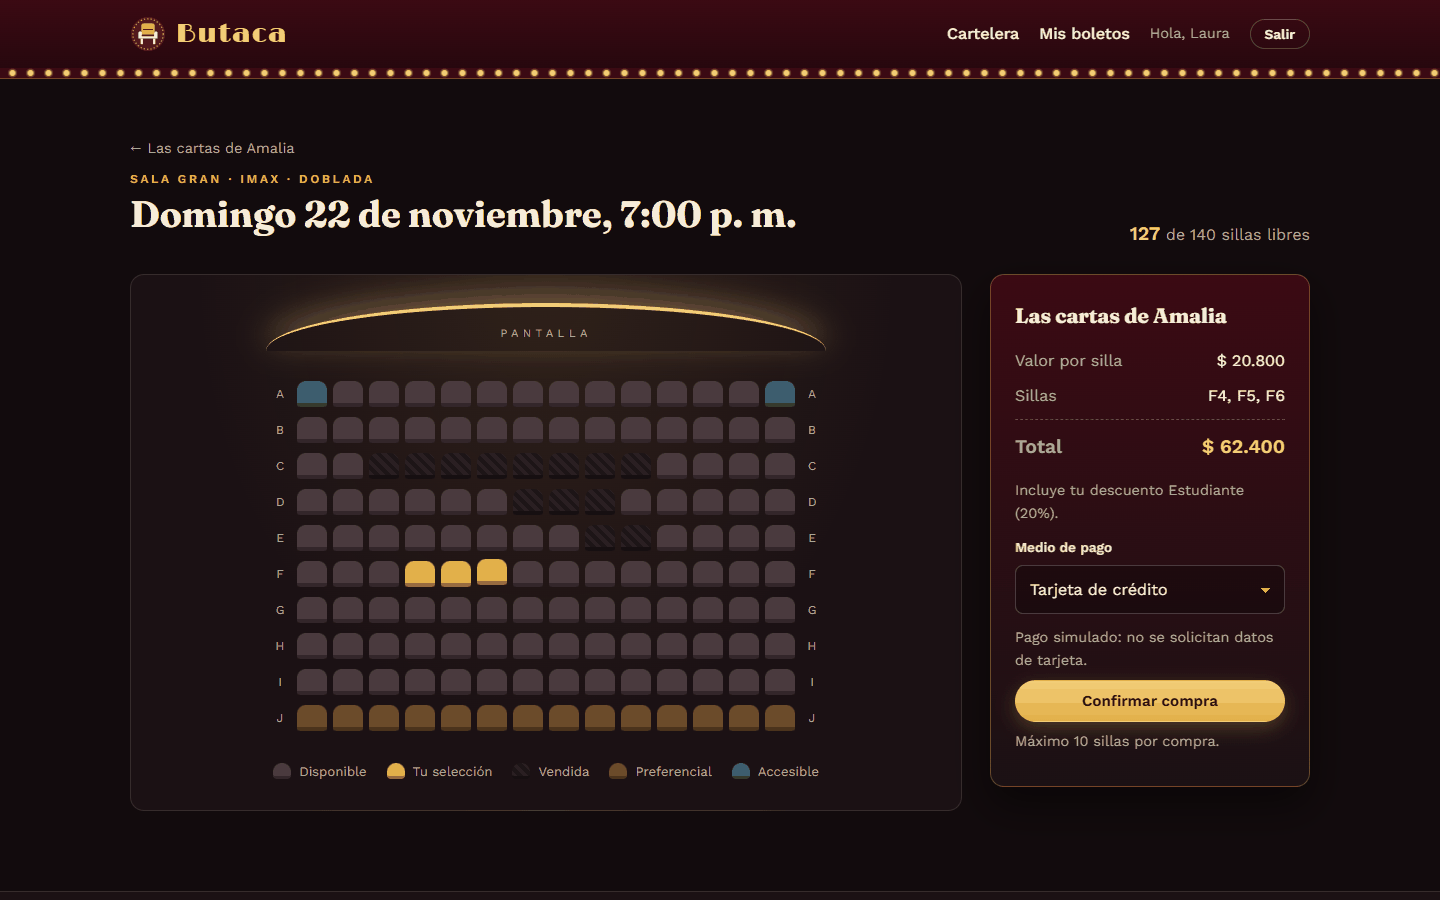 Butaca
Cartelera
Mis boletos
Hola, Laura
Salir
← Las cartas de Amalia
SALA GRAN · IMAX · DOBLADA
Domingo 22 de noviembre, 7:00 p. m.
127 de 140 sillas libres
PANTALLA
A A
B B
C C
D D
E E
F F
G G
H H
I I
J J
Disponible
Tu selección
Vendida
Preferencial
Accesible
Las cartas de Amalia
Valor por silla $ 20.800
Sillas F4, F5, F6
Total $ 62.400
Incluye tu descuento Estudiante
(20%).
Medio de pago
Tarjeta de crédito
Pago simulado: no se solicitan datos
de tarjeta.
Confirmar compra
Máximo 10 sillas por compra.